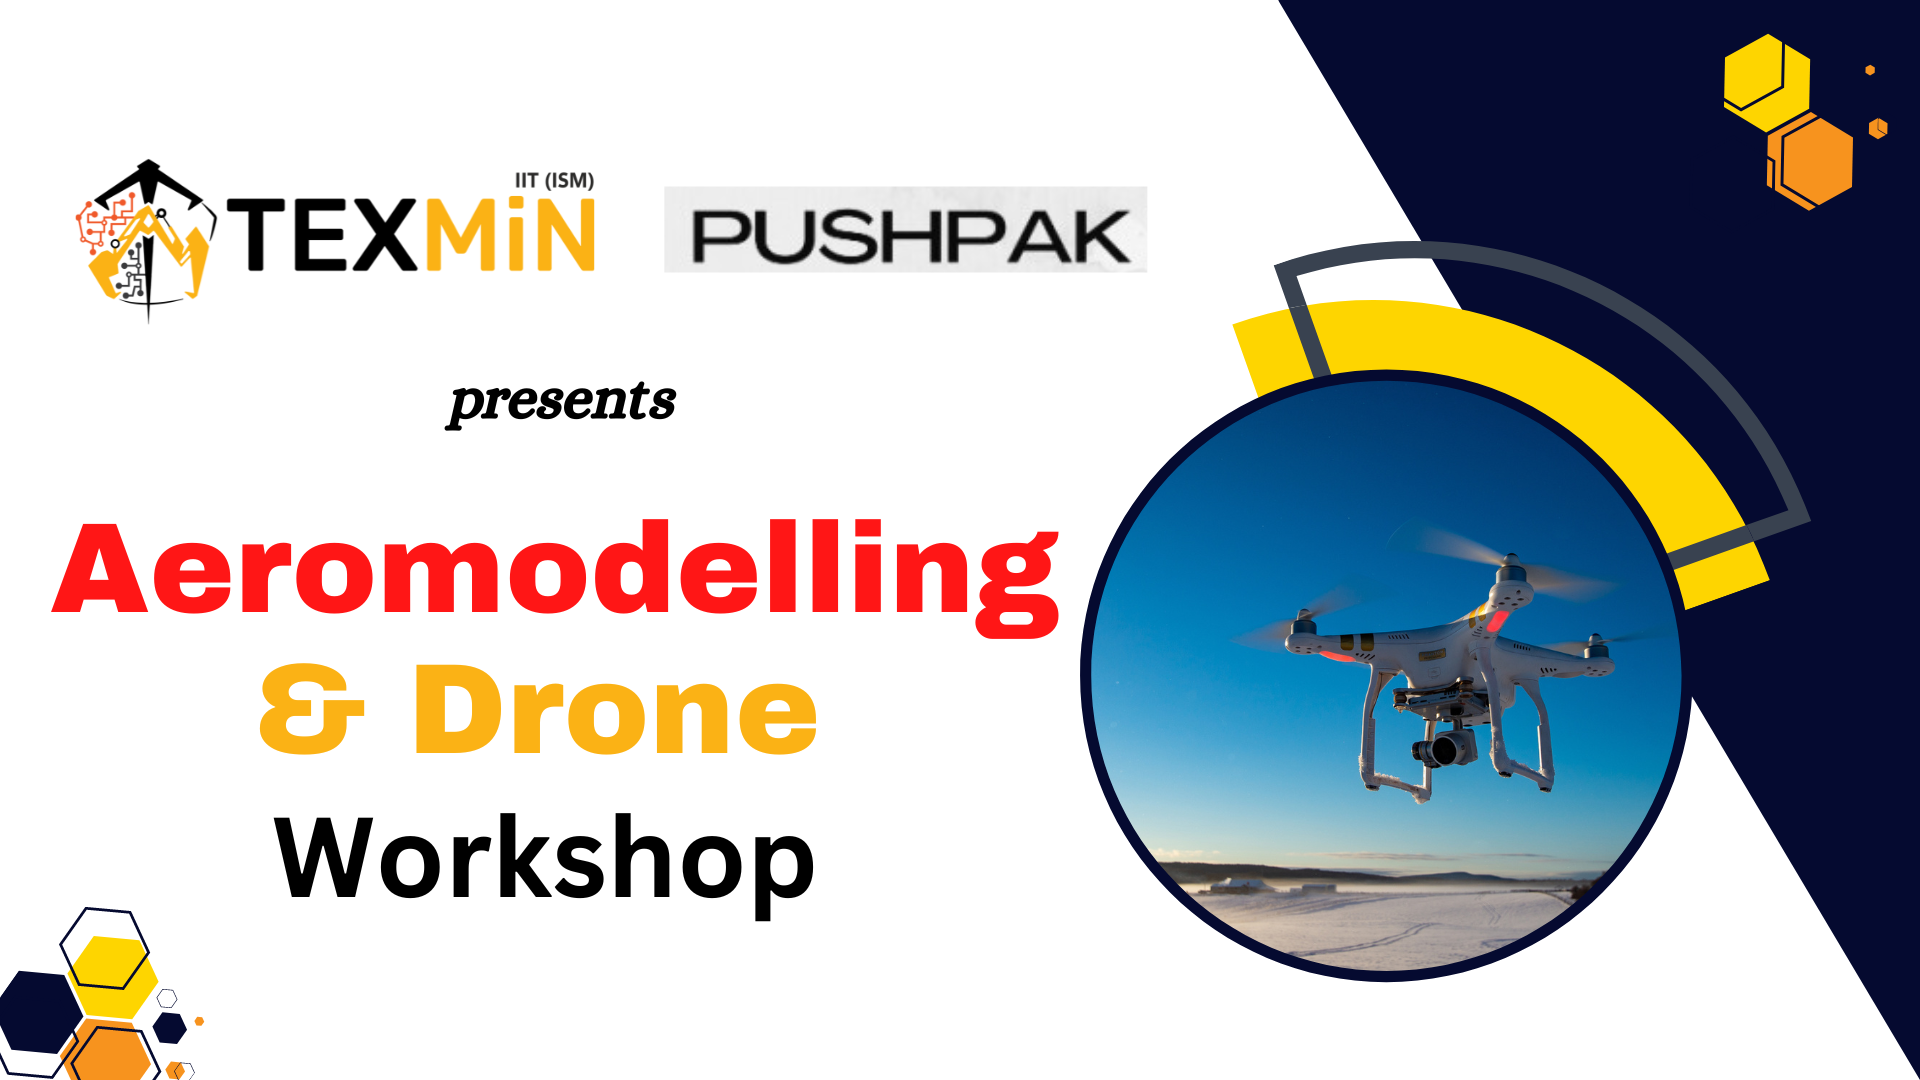 IIT (ISM)
TEXMiN
PUSHPAK
presents
Aeromodelling
& Drone
Workshop